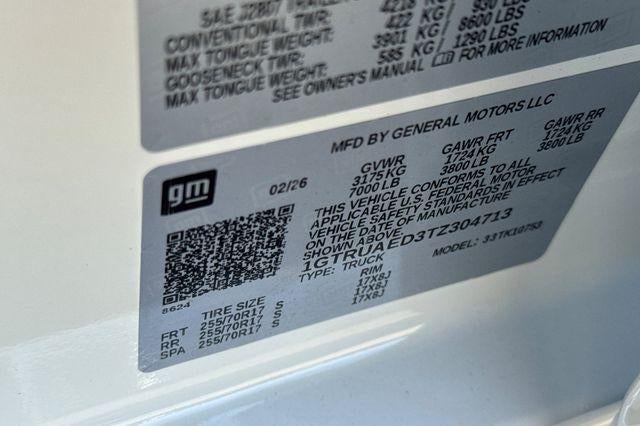 SAE J2807 TRAILER
CONVENTIONAL TWR: 4218 KG / 930 LBS
MAX TONGUE WEIGHT: 422 KG / 8600 LBS
GOOSENECK TWR: 3901 KG / 1290 LBS
MAX TONGUE WEIGHT: 585 KG /
SEE OWNER'S MANUAL FOR MORE INFORMATION
MFD BY GENERAL MOTORS LLC
gm
02/26
GVWR GAWR FRT GAWR RR
3175 KG 1724 KG 1724 KG
7000 LB 3800 LB 3800 LB
THIS VEHICLE CONFORMS TO ALL
APPLICABLE U.S. FEDERAL MOTOR
VEHICLE SAFETY STANDARDS IN EFFECT
ON THE DATE OF MANUFACTURE
SHOWN ABOVE.
1GTRUAED3TZ304713
TYPE: TRUCK MODEL: 33TK10753
8624
TIRE SIZE RIM
FRT 255/70R17 S 17X8J
RR 255/70R17 S 17X8J
SPA 255/70R17 S 17X8J